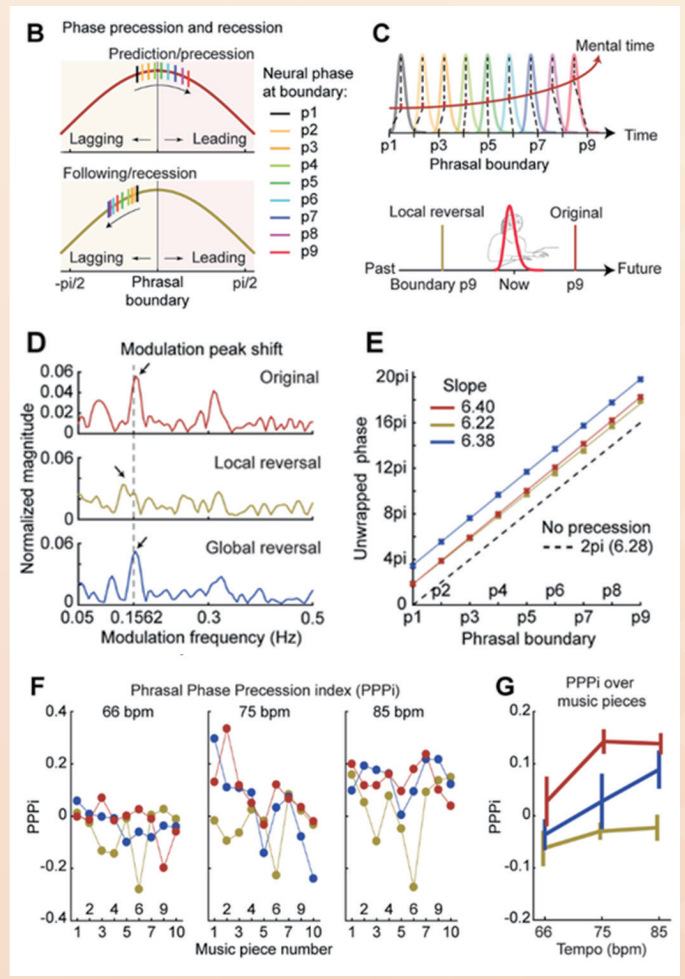 B
Phase precession and recession
Prediction/precession
Lagging
Leading
Following/recession
Lagging
Leading
-pi/2
Phrasal boundary
pi/2
Neural phase at boundary:
p1
p2
p3
p4
p5
p6
p7
p8
p9
C
Mental time
Time
p1 p3 p5 p7 p9
Phrasal boundary
Local reversal
Original
Past
Future
Boundary p9
Now
p9
D
Modulation peak shift
Normalized magnitude
0.06
0.04
0.02
0
Original
0.06
0
Local reversal
0.06
0
Global reversal
0.05 0.1562 0.3 0.5
Modulation frequency (Hz)
E
Unwrapped phase
20pi
16pi
12pi
8pi
4pi
0
Slope
6.40
6.22
6.38
No precession
2pi (6.28)
p2 p4 p6 p8
p1 p3 p5 p7 p9
Phrasal boundary
F
Phrasal Phase Precession index (PPPi)
66 bpm
75 bpm
85 bpm
PPPi
0.4
0.2
0
-0.2
-0.4
2 4 6 9
1 3 5 7 10
2 4 6 9
1 3 5 7 10
2 4 6 9
1 3 5 7 10
Music piece number
G
PPPi over music pieces
PPPi
0.2
0.1
0
-0.1
-0.2
66 75 85
Tempo (bpm)